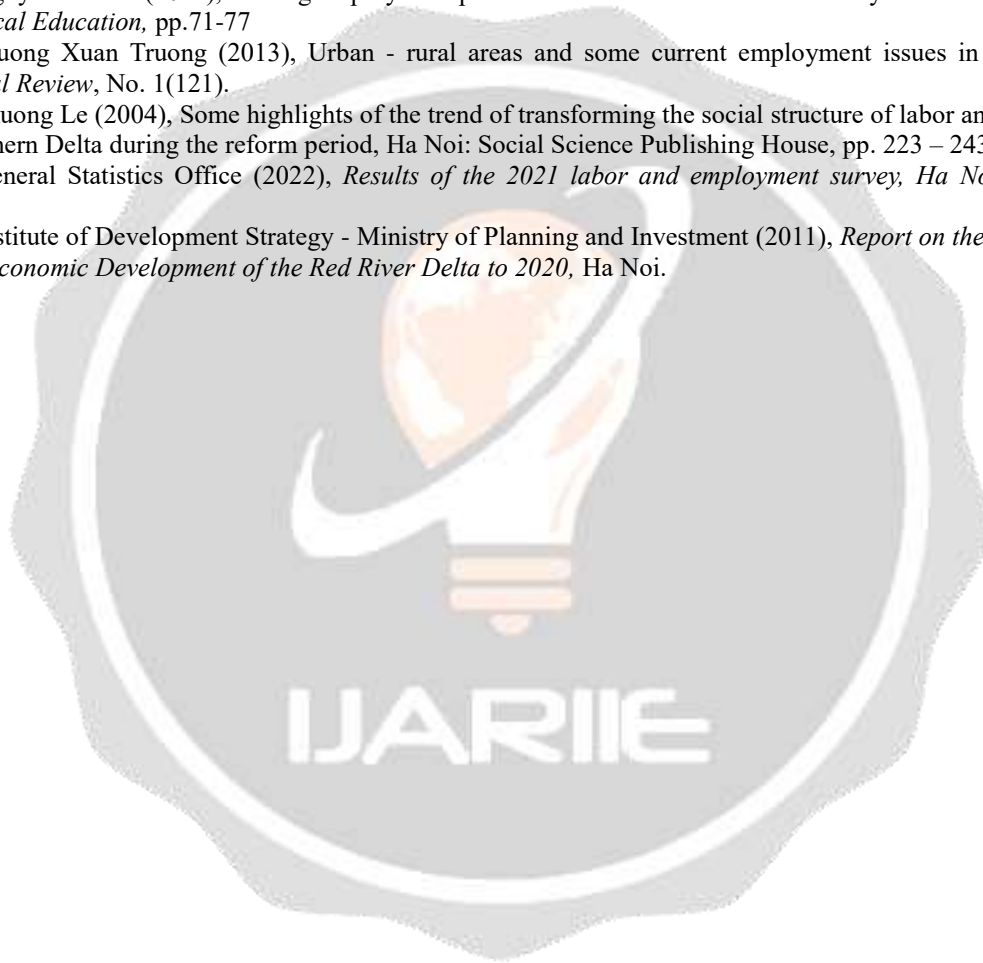 cal Education, pp.71-77
uong Xuan Truong (2013), Urban - rural areas and some current employment issues in
al Review, No. 1(121).
uong Le (2004), Some highlights of the trend of transforming the social structure of labor an
hern Delta during the reform period, Ha Noi: Social Science Publishing House, pp. 223 – 243
eneral Statistics Office (2022), Results of the 2021 labor and employment survey, Ha No
stitute of Development Strategy - Ministry of Planning and Investment (2011), Report on the
conomic Development of the Red River Delta to 2020, Ha Noi.
IJARIIE